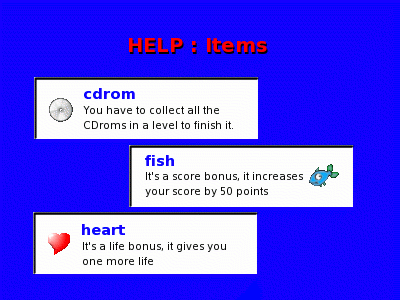 HELP : Items
cdrom
You have to collect all the
CDroms in a level to finish it.
fish
It's a score bonus, it increases
your score by 50 points
heart
It's a life bonus, it gives you
one more life